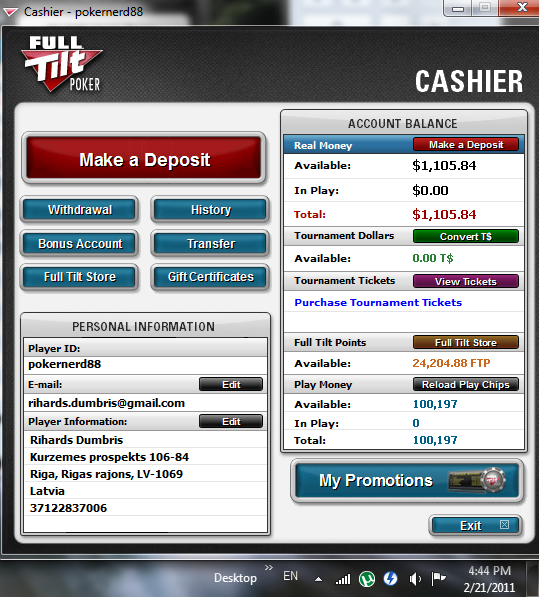 Cashier - pokernerd88
FULL
TILT
POKER
CASHIER
Make a Deposit
Withdrawal
History
Bonus Account
Transfer
Full Tilt Store
Gift Certificates
PERSONAL INFORMATION
Player ID:
pokernerd88
E-mail: Edit
rihards.dumbris@gmail.com
Player Information: Edit
Rihards Dumbris
Kurzemes prospekts 106-84
Riga, Rigas rajons, LV-1069
Latvia
37122837006
ACCOUNT BALANCE
Real Money Make a Deposit
Available: $1,105.84
In Play: $0.00
Total: $1,105.84
Tournament Dollars Convert T$
Available: 0.00 T$
Tournament Tickets View Tickets
Purchase Tournament Tickets
Full Tilt Points Full Tilt Store
Available: 24,204.88 FTP
Play Money Reload Play Chips
Available: 100,197
In Play: 0
Total: 100,197
My Promotions
Exit
Desktop » EN
4:44 PM
2/21/2011